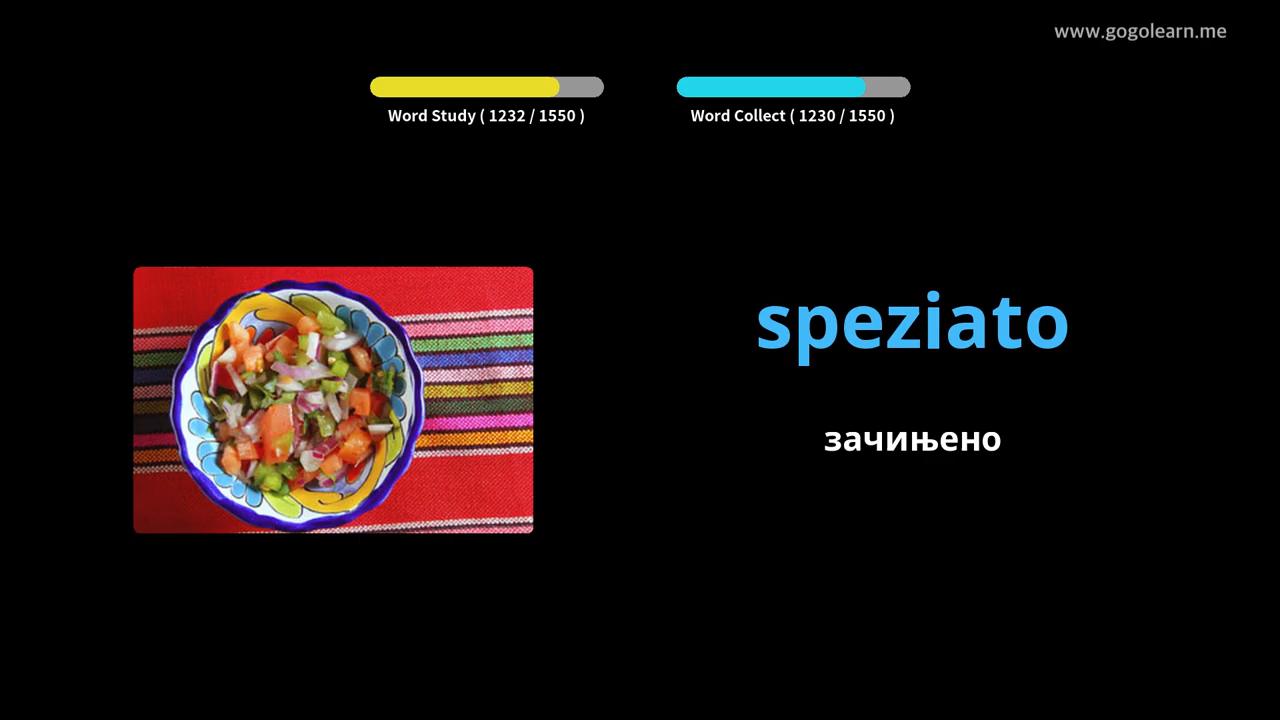 www.gogolearn.me
Word Study ( 1232 / 1550 )
Word Collect ( 1230 / 1550 )
speziato
зачињено